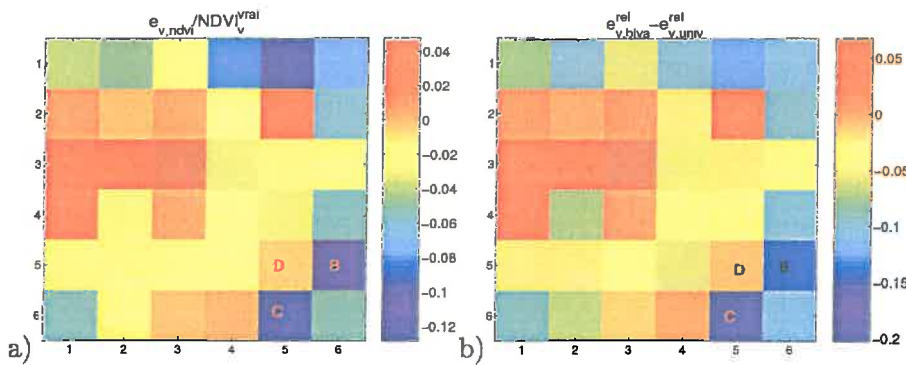 e_v,ndvi/NDVI_v^vrai
e_v,biva^rel-e_v,univ^rel
1
2
3
4
5
6
D
B
C
1 2 3 4 5 6
0.04
0.02
0
-0.02
-0.04
-0.06
-0.08
-0.1
-0.12
a)
1
2
3
4
5
6
D
B
C
1 2 3 4 5 6
0.05
0
-0.05
-0.1
-0.15
-0.2
b)